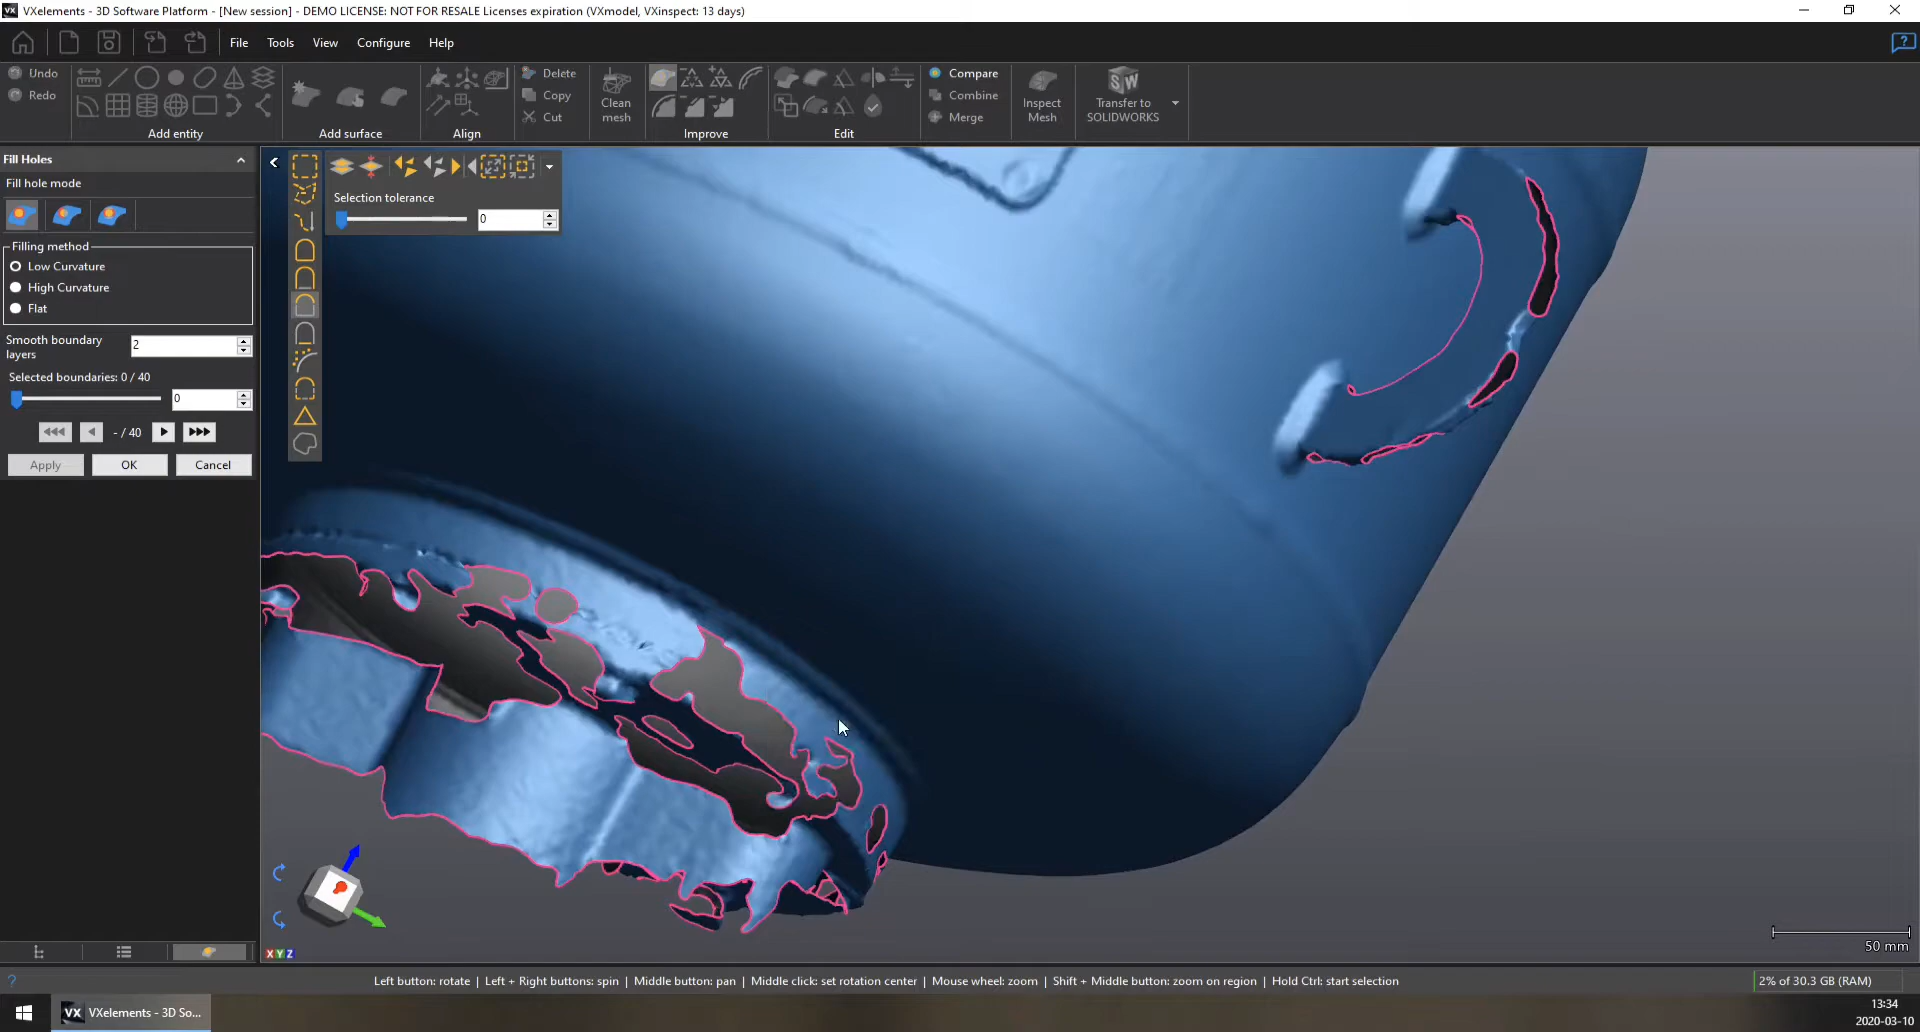 VX VXelements - 3D Software Platform - [New session] - DEMO LICENSE: NOT FOR RESALE Licenses expiration (VXmodel, VXinspect: 13 days)
File Tools View Configure Help
Undo
Redo
Add entity
Add surface
Align
Delete
Copy
Cut
Clean
mesh
Improve
Edit
Compare
Combine
Merge
Inspect
Mesh
SW
Transfer to
SOLIDWORKS
Fill Holes
Fill hole mode
Filling method
Low Curvature
High Curvature
Flat
Smooth boundary
layers
2
Selected boundaries: 0 / 40
0
- / 40
Apply OK Cancel
Selection tolerance
0
XYZ
50 mm
? Left button: rotate | Left + Right buttons: spin | Middle button: pan | Middle click: set rotation center | Mouse wheel: zoom | Shift + Middle button: zoom on region | Hold Ctrl: start selection
2% of 30.3 GB (RAM)
VX VXelements - 3D So...
13:34
2020-03-10